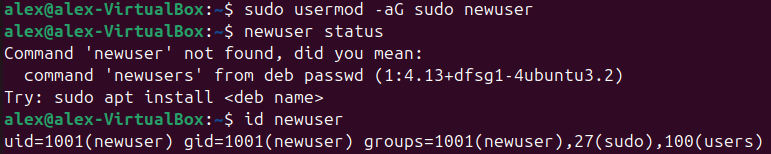 alex@alex-VirtualBox:~$ sudo usermod -aG sudo newuser
alex@alex-VirtualBox:~$ newuser status
Command 'newuser' not found, did you mean:
  command 'newusers' from deb passwd (1:4.13+dfsg1-4ubuntu3.2)
Try: sudo apt install <deb name>
alex@alex-VirtualBox:~$ id newuser
uid=1001(newuser) gid=1001(newuser) groups=1001(newuser),27(sudo),100(users)